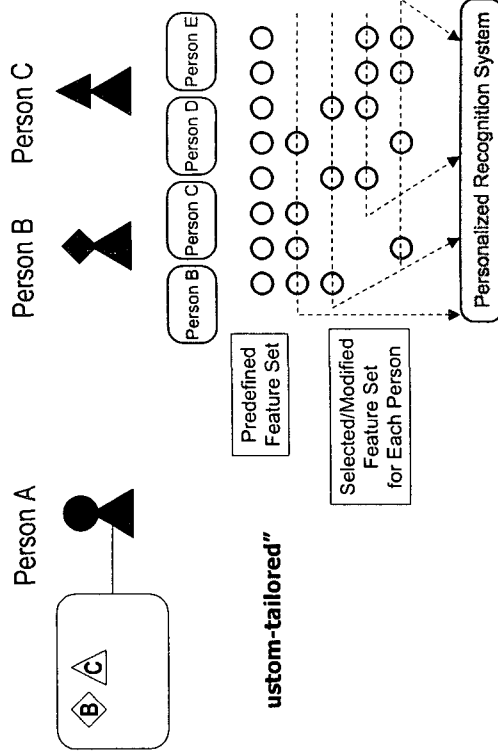 Person A
Person B
Person C
B
C
ustom-tailored”
Person B
Person C
Person D
Person E
Predefined
Feature Set
Selected/Modified
Feature Set
for Each Person
Personalized Recognition System